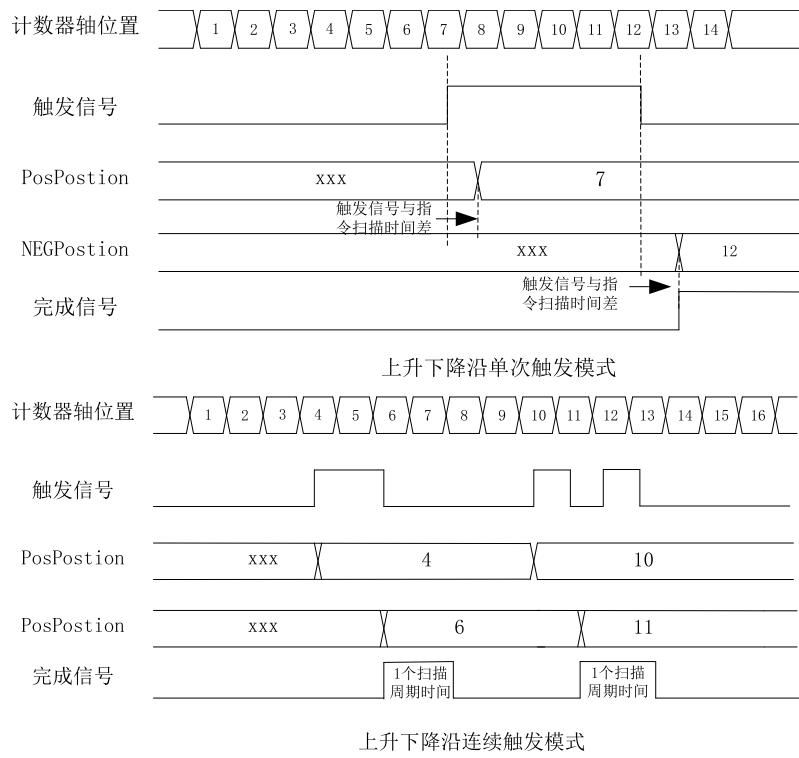 计数器轴位置
1 2 3 4 5 6 7 8 9 10 11 12 13 14
触发信号
PosPostion xxx 7
触发信号与指
令扫描时间差
NEGPostion xxx 12
触发信号与指
令扫描时间差
完成信号
上升下降沿单次触发模式
计数器轴位置
1 2 3 4 5 6 7 8 9 10 11 12 13 14 15 16
触发信号
PosPostion xxx 4 10
PosPostion xxx 6 11
完成信号
1个扫描
周期时间
1个扫描
周期时间
上升下降沿连续触发模式